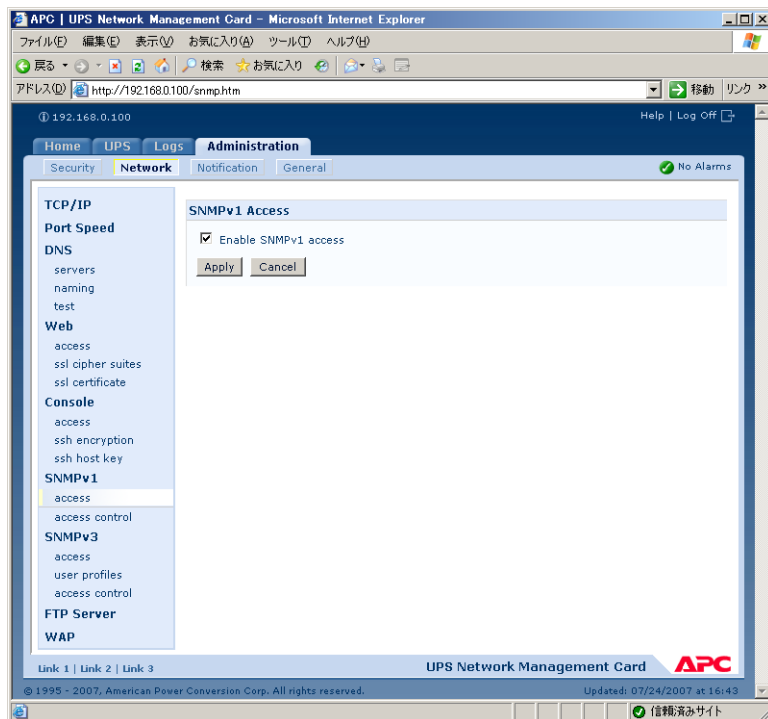 APC | UPS Network Management Card - Microsoft Internet Explorer
ファイル(F) 編集(E) 表示(V) お気に入り(A) ツール(T) ヘルプ(H)
戻る 検索 お気に入り
アドレス(D) http://192.168.0.100/snmp.htm 移動 リンク »
192.168.0.100 Help | Log Off
Home UPS Logs Administration
Security Network Notification General No Alarms
TCP/IP
Port Speed
DNS
servers
naming
test
Web
access
ssl cipher suites
ssl certificate
Console
access
ssh encryption
ssh host key
SNMPv1
access
access control
SNMPv3
access
user profiles
access control
FTP Server
WAP
SNMPv1 Access
Enable SNMPv1 access
Apply Cancel
Link 1 | Link 2 | Link 3 UPS Network Management Card APC
© 1995 - 2007, American Power Conversion Corp. All rights reserved. Updated: 07/24/2007 at 16:43
信頼済みサイト